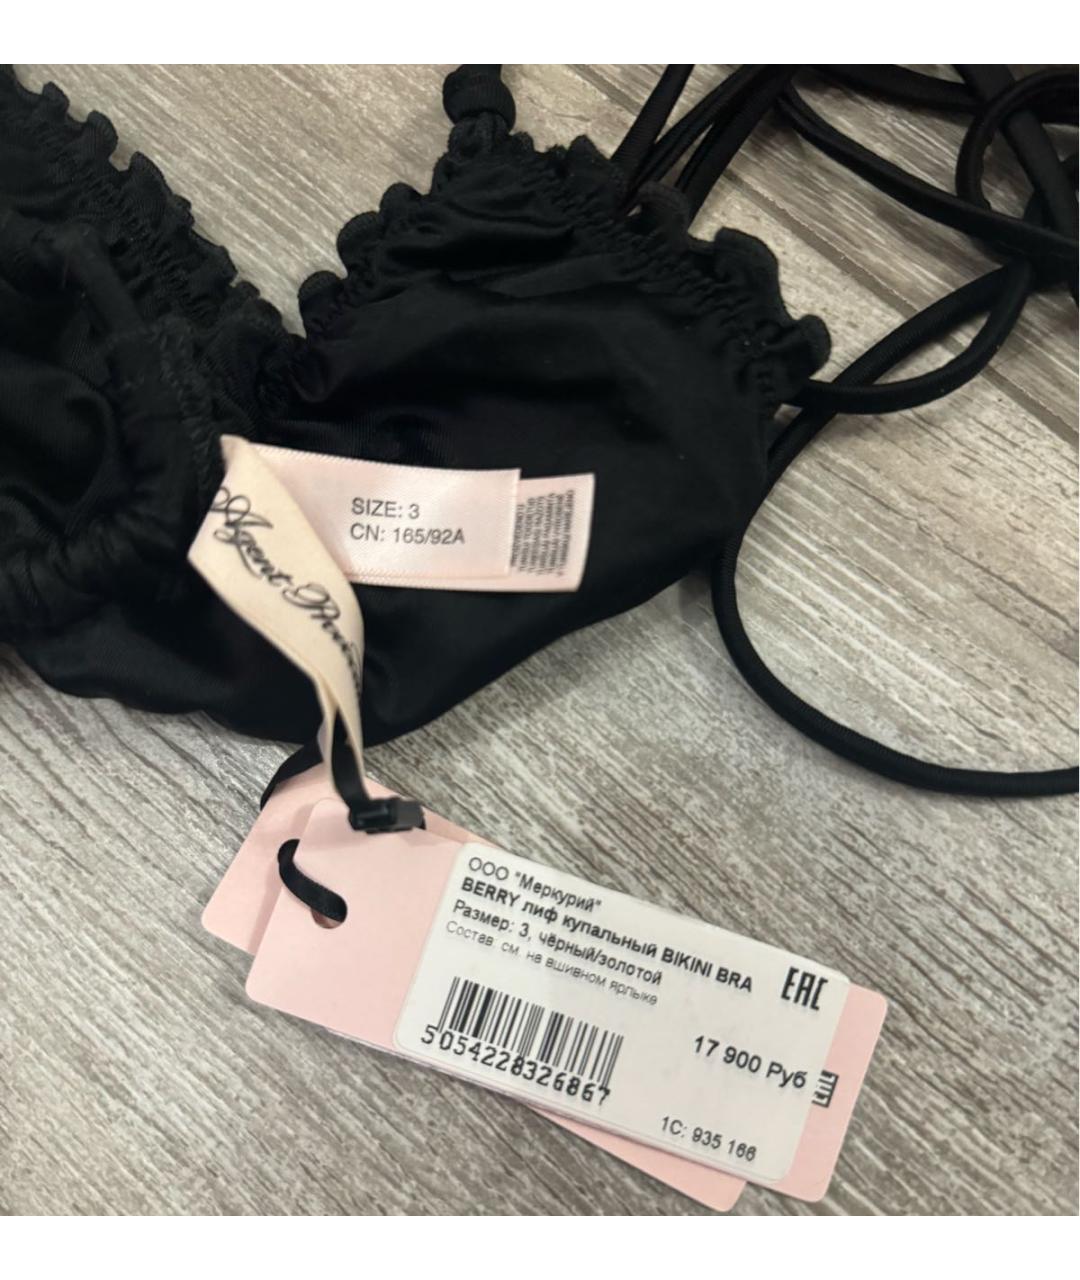 SIZE: 3
CN: 165/92A
Agent
ООО "Меркурий"
BERRY лиф купальный BIKINI BRA
Размер: 3, чёрный/золотой
Состав: см. на вшивном ярлыке
EAC
5054228326867
17 900 Руб
1С: 935 166